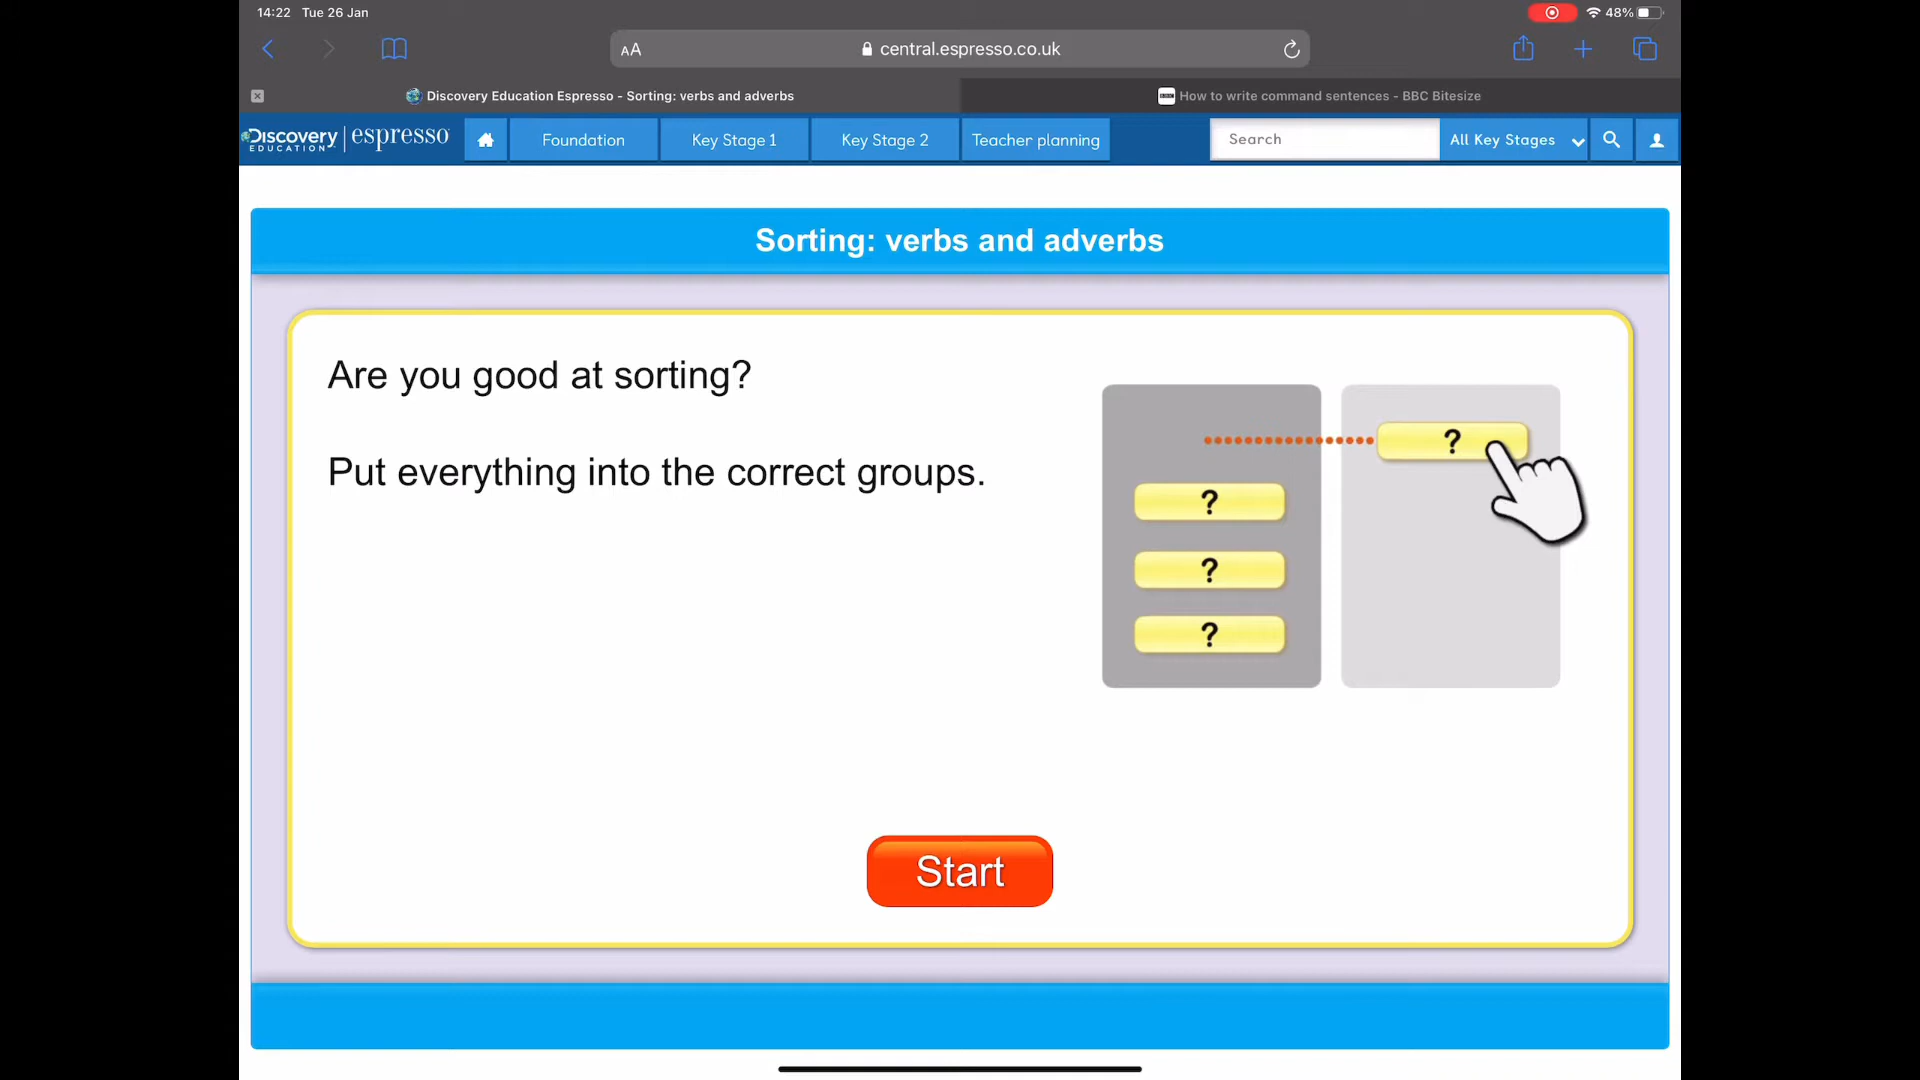 14:22 Tue 26 Jan
48%
AA central.espresso.co.uk
Discovery Education Espresso - Sorting: verbs and adverbs
BBC How to write command sentences - BBC Bitesize
Discovery EDUCATION espresso
Foundation
Key Stage 1
Key Stage 2
Teacher planning
Search
All Key Stages
Sorting: verbs and adverbs
Are you good at sorting?
Put everything into the correct groups.
?
?
?
?
Start